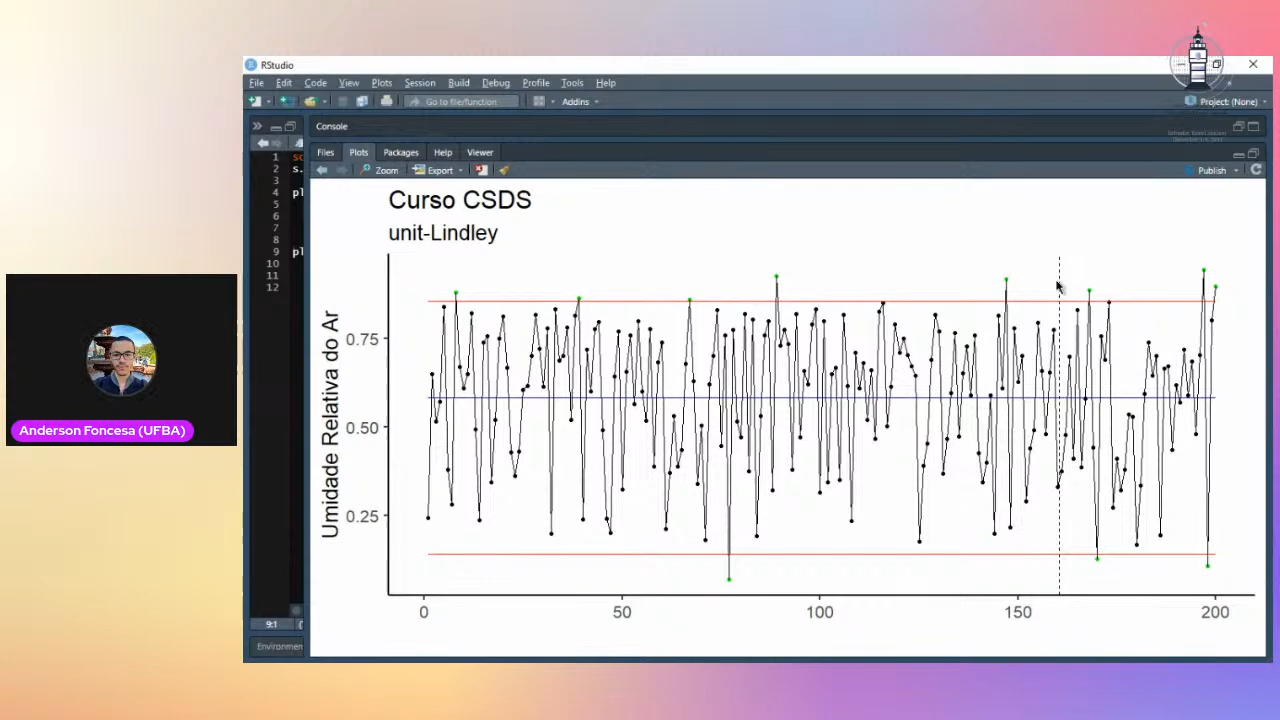 RStudio
File Edit Code View Plots Session Build Debug Profile Tools Help
Go to file/function
Addins
Project: (None)
Console
Files Plots Packages Help Viewer
Zoom Export
Publish
1 sc
2 s.
3
4 pl
5
6
7
8
9 pl
10
11
12
9:1
Environmen
Curso CSDS
unit-Lindley
Umidade Relativa do Ar
0.75
0.50
0.25
0 50 100 150 200
Anderson Foncesa (UFBA)